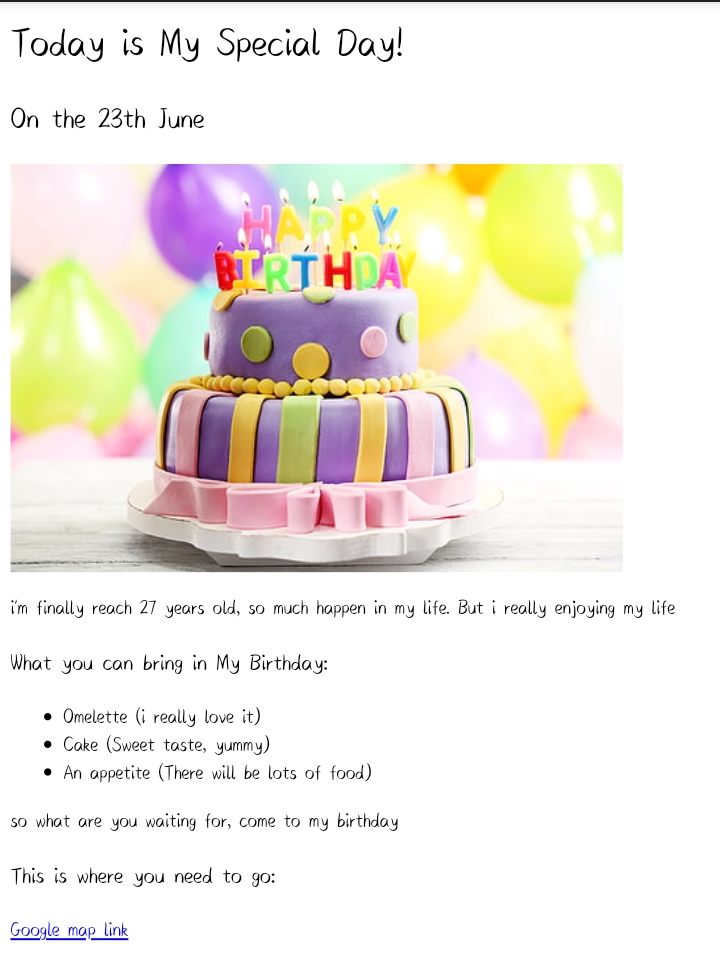 Today is My Special Day!
On the 23th June
HAPPY
BIRTHDAY
i'm finally reach 27 years old, so much happen in my life. But i really enjoying my life
What you can bring in My Birthday:
• Omelette (i really love it)
• Cake (Sweet taste, yummy)
• An appetite (There will be lots of food)
so what are you waiting for, come to my birthday
This is where you need to go:
Google map link